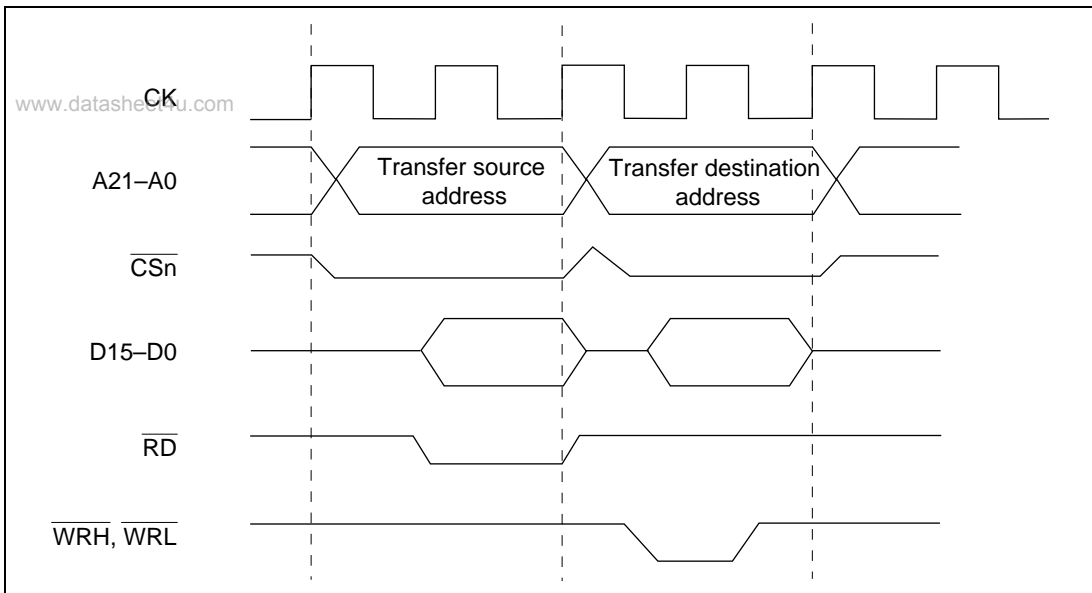 CK
www.datasheet4u.com
A21–A0
Transfer source
address
Transfer destination
address
CSn
D15–D0
RD
WRH, WRL